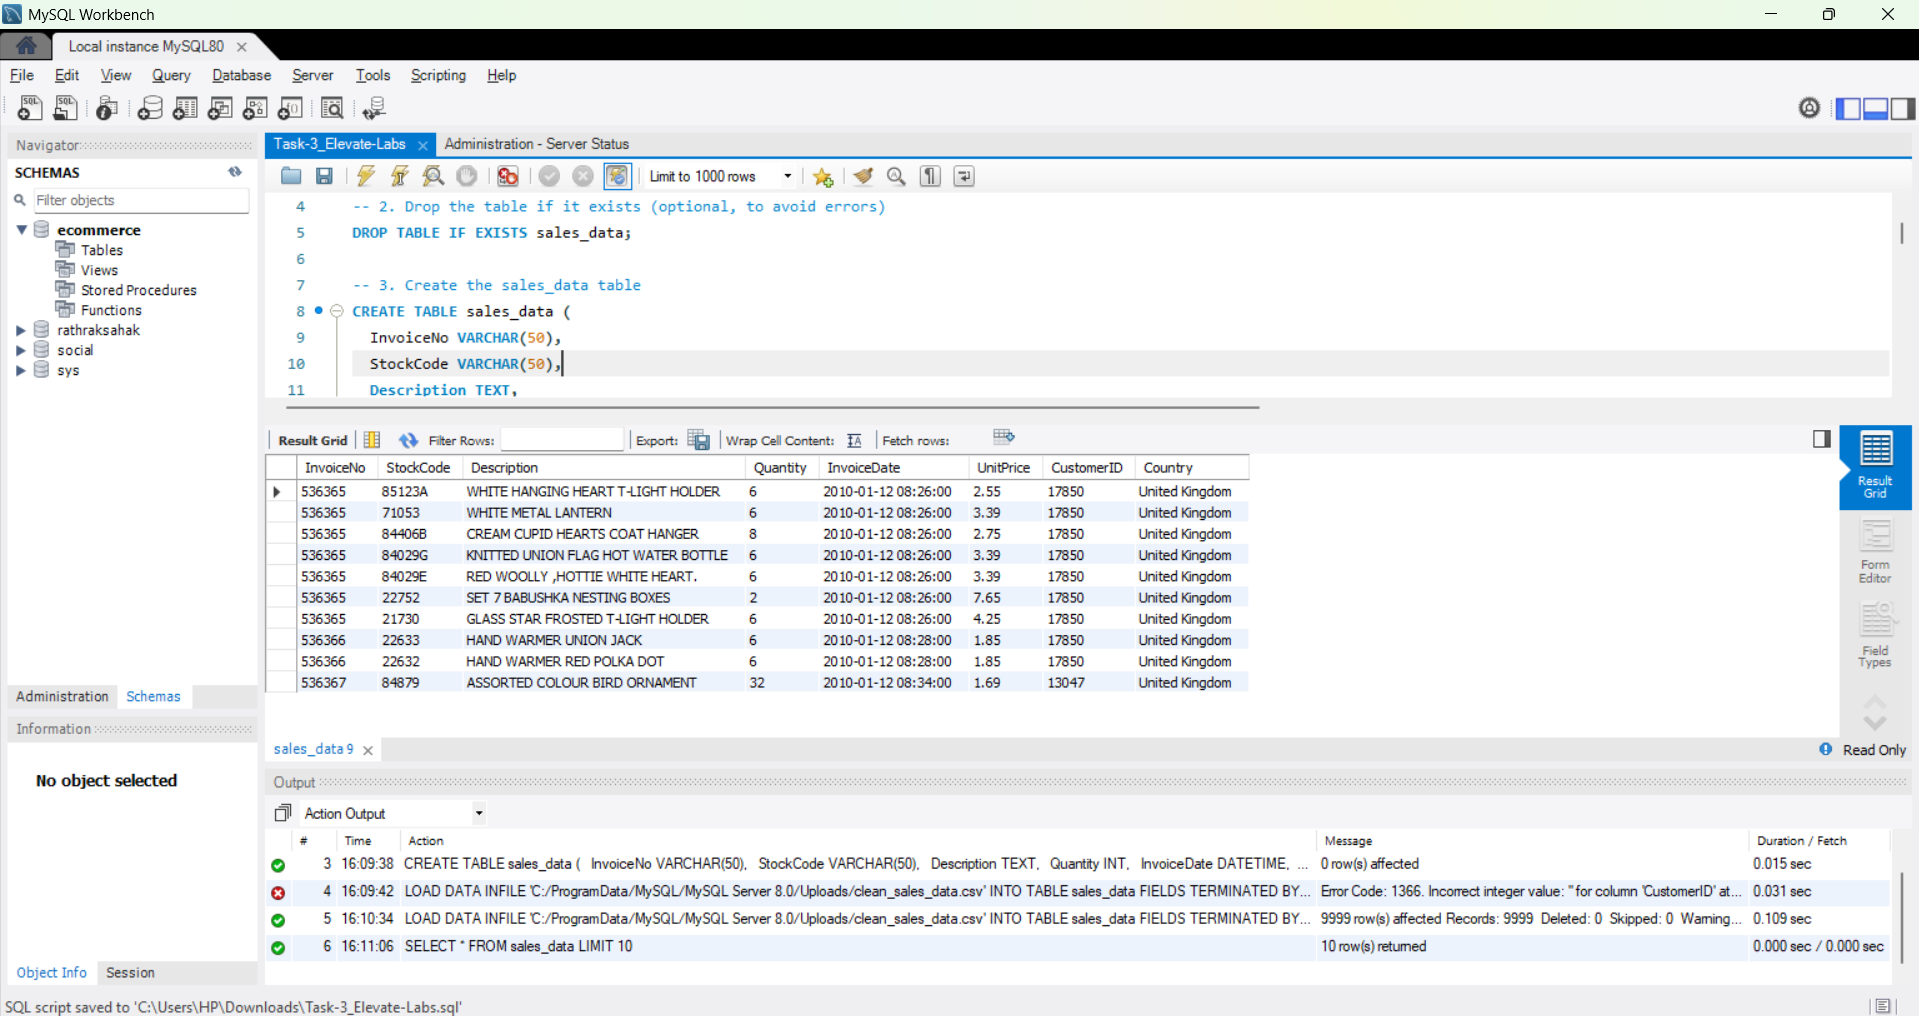 MySQL Workbench
Local instance MySQL80
File Edit View Query Database Server Tools Scripting Help
Navigator
SCHEMAS
Filter objects
ecommerce
Tables
Views
Stored Procedures
Functions
rathraksahak
social
sys
Administration Schemas
Information
No object selected
Object Info Session
Task-3_Elevate-Labs Administration - Server Status
Limit to 1000 rows
4 -- 2. Drop the table if it exists (optional, to avoid errors)
5 DROP TABLE IF EXISTS sales_data;
6
7 -- 3. Create the sales_data table
8 CREATE TABLE sales_data (
9 InvoiceNo VARCHAR(50),
10 StockCode VARCHAR(50),
11 Description TEXT,
Result Grid Filter Rows: Export: Wrap Cell Content: Fetch rows:
InvoiceNo StockCode Description Quantity InvoiceDate UnitPrice CustomerID Country
536365 85123A WHITE HANGING HEART T-LIGHT HOLDER 6 2010-01-12 08:26:00 2.55 17850 United Kingdom
536365 71053 WHITE METAL LANTERN 6 2010-01-12 08:26:00 3.39 17850 United Kingdom
536365 84406B CREAM CUPID HEARTS COAT HANGER 8 2010-01-12 08:26:00 2.75 17850 United Kingdom
536365 84029G KNITTED UNION FLAG HOT WATER BOTTLE 6 2010-01-12 08:26:00 3.39 17850 United Kingdom
536365 84029E RED WOOLLY ,HOTTIE WHITE HEART. 6 2010-01-12 08:26:00 3.39 17850 United Kingdom
536365 22752 SET 7 BABUSHKA NESTING BOXES 2 2010-01-12 08:26:00 7.65 17850 United Kingdom
536365 21730 GLASS STAR FROSTED T-LIGHT HOLDER 6 2010-01-12 08:26:00 4.25 17850 United Kingdom
536366 22633 HAND WARMER UNION JACK 6 2010-01-12 08:28:00 1.85 17850 United Kingdom
536366 22632 HAND WARMER RED POLKA DOT 6 2010-01-12 08:28:00 1.85 17850 United Kingdom
536367 84879 ASSORTED COLOUR BIRD ORNAMENT 32 2010-01-12 08:34:00 1.69 13047 United Kingdom
Result
Grid
Form
Editor
Field
Types
sales_data 9
Read Only
Output
Action Output
# Time Action Message Duration / Fetch
3 16:09:38 CREATE TABLE sales_data ( InvoiceNo VARCHAR(50), StockCode VARCHAR(50), Description TEXT, Quantity INT, InvoiceDate DATETIME, ... 0 row(s) affected 0.015 sec
4 16:09:42 LOAD DATA INFILE 'C:/ProgramData/MySQL/MySQL Server 8.0/Uploads/clean_sales_data.csv' INTO TABLE sales_data FIELDS TERMINATED BY... Error Code: 1366. Incorrect integer value: '' for column 'CustomerID' at... 0.031 sec
5 16:10:34 LOAD DATA INFILE 'C:/ProgramData/MySQL/MySQL Server 8.0/Uploads/clean_sales_data.csv' INTO TABLE sales_data FIELDS TERMINATED BY... 9999 row(s) affected Records: 9999 Deleted: 0 Skipped: 0 Warning... 0.109 sec
6 16:11:06 SELECT * FROM sales_data LIMIT 10 10 row(s) returned 0.000 sec / 0.000 sec
SQL script saved to 'C:\Users\HP\Downloads\Task-3_Elevate-Labs.sql'